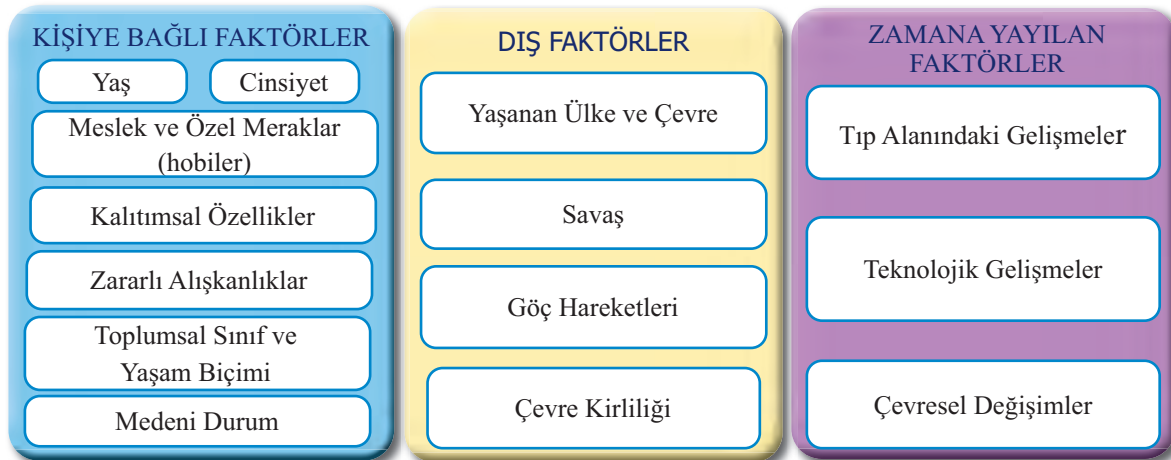 KİŞİYE BAĞLI FAKTÖRLER
Yaş
Cinsiyet
Meslek ve Özel Meraklar
(hobiler)
Kalıtımsal Özellikler
Zararlı Alışkanlıklar
Toplumsal Sınıf ve
Yaşam Biçimi
Medeni Durum
DIŞ FAKTÖRLER
Yaşanan Ülke ve Çevre
Savaş
Göç Hareketleri
Çevre Kirliliği
ZAMANA YAYILAN
FAKTÖRLER
Tıp Alanındaki Gelişmeler
Teknolojik Gelişmeler
Çevresel Değişimler